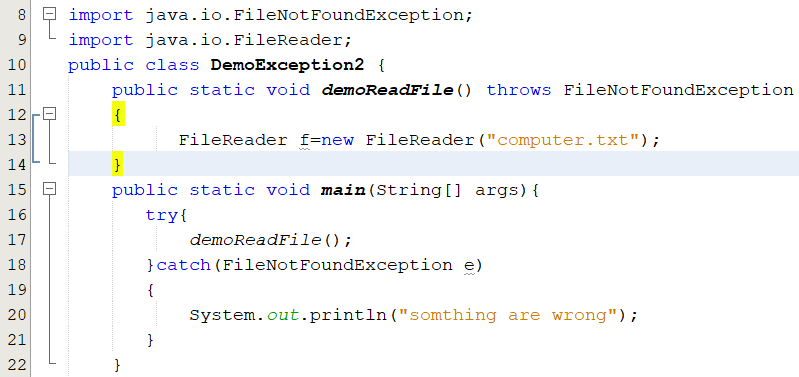 8 import java.io.FileNotFoundException;
9 import java.io.FileReader;
10 public class DemoException2 {
11 public static void demoReadFile() throws FileNotFoundException
12 {
13 FileReader f=new FileReader("computer.txt");
14 }
15 public static void main(String[] args){
16 try{
17 demoReadFile();
18 }catch(FileNotFoundException e)
19 {
20 System.out.println("somthing are wrong");
21 }
22 }